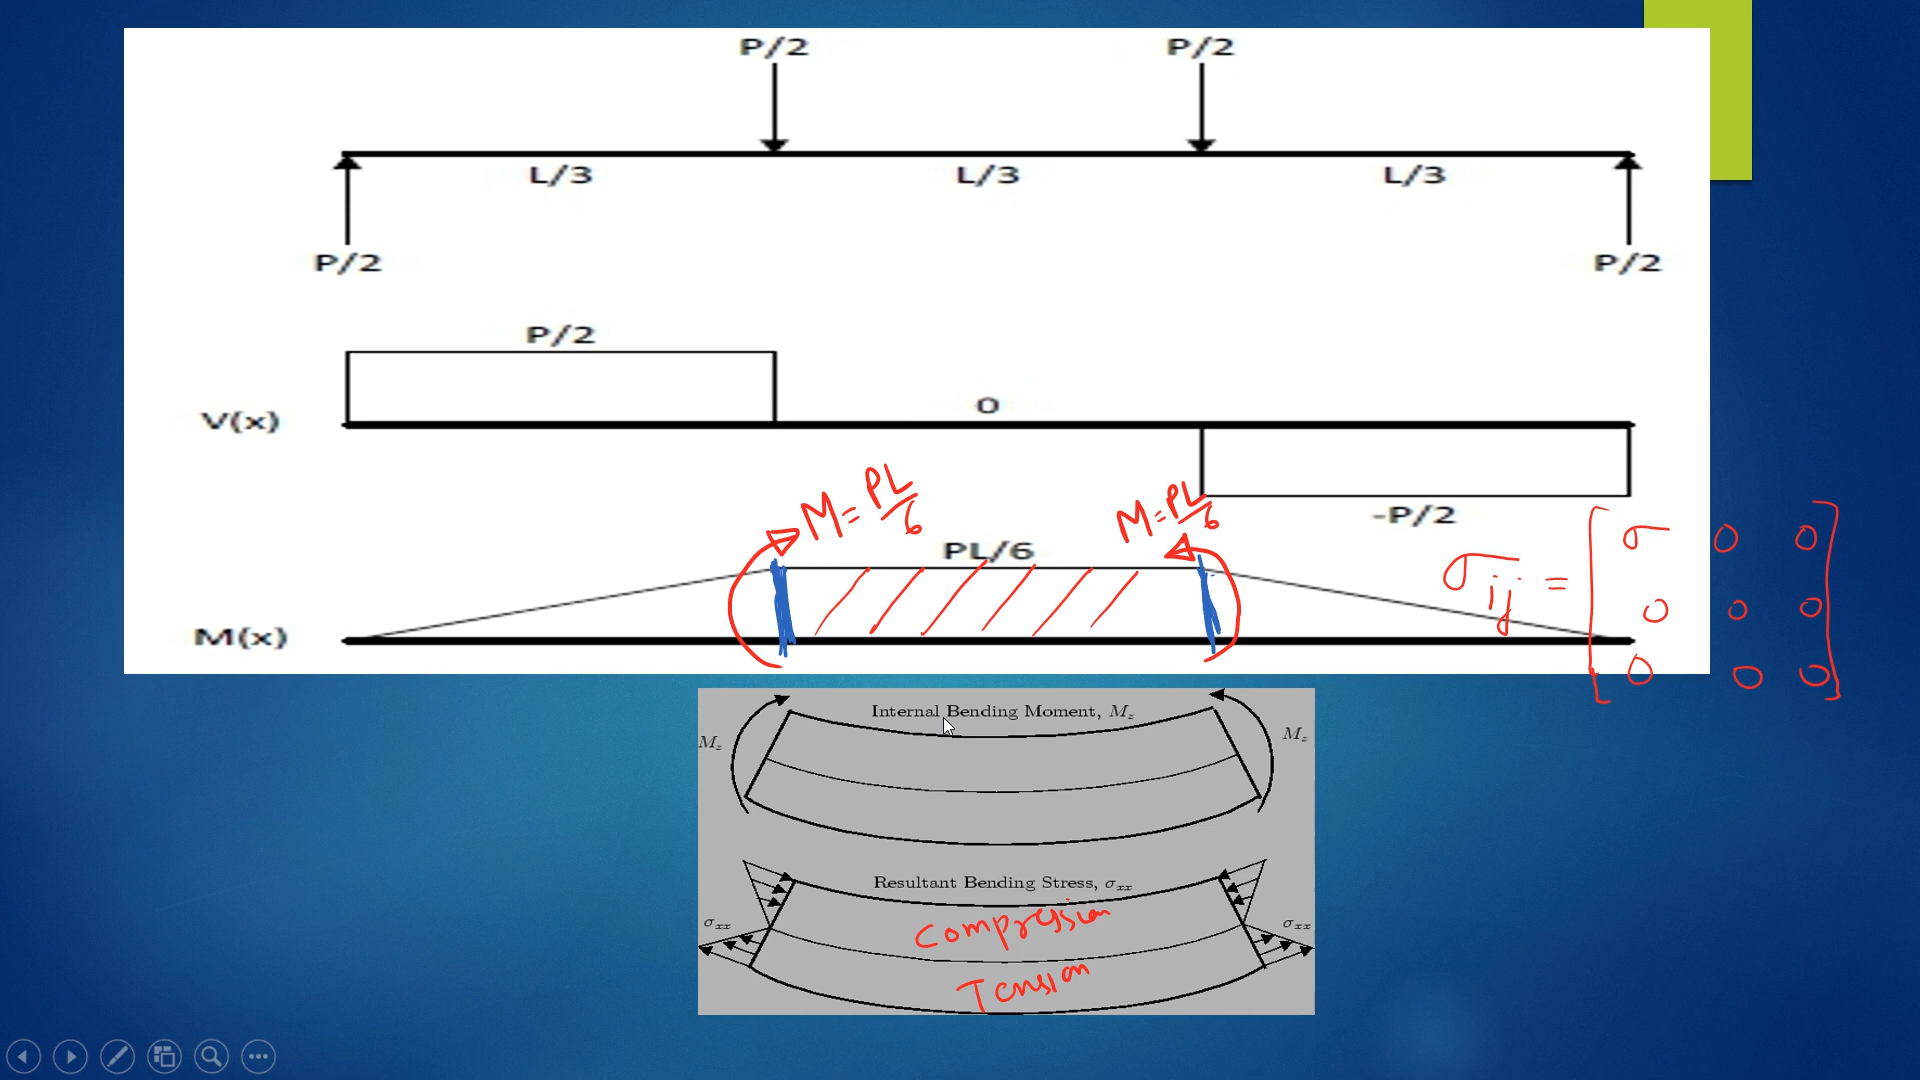 P/2 P/2
L/3 L/3 L/3
P/2 P/2
P/2
V(x) 0
-P/2
M = PL/6 M = PL/6
PL/6
M(x)
σij = [σ 0 0
0 0 0
0 0 0]
Internal Bending Moment, Mz
Mz Mz
Resultant Bending Stress, σxx
σxx σxx
Compression
Tension